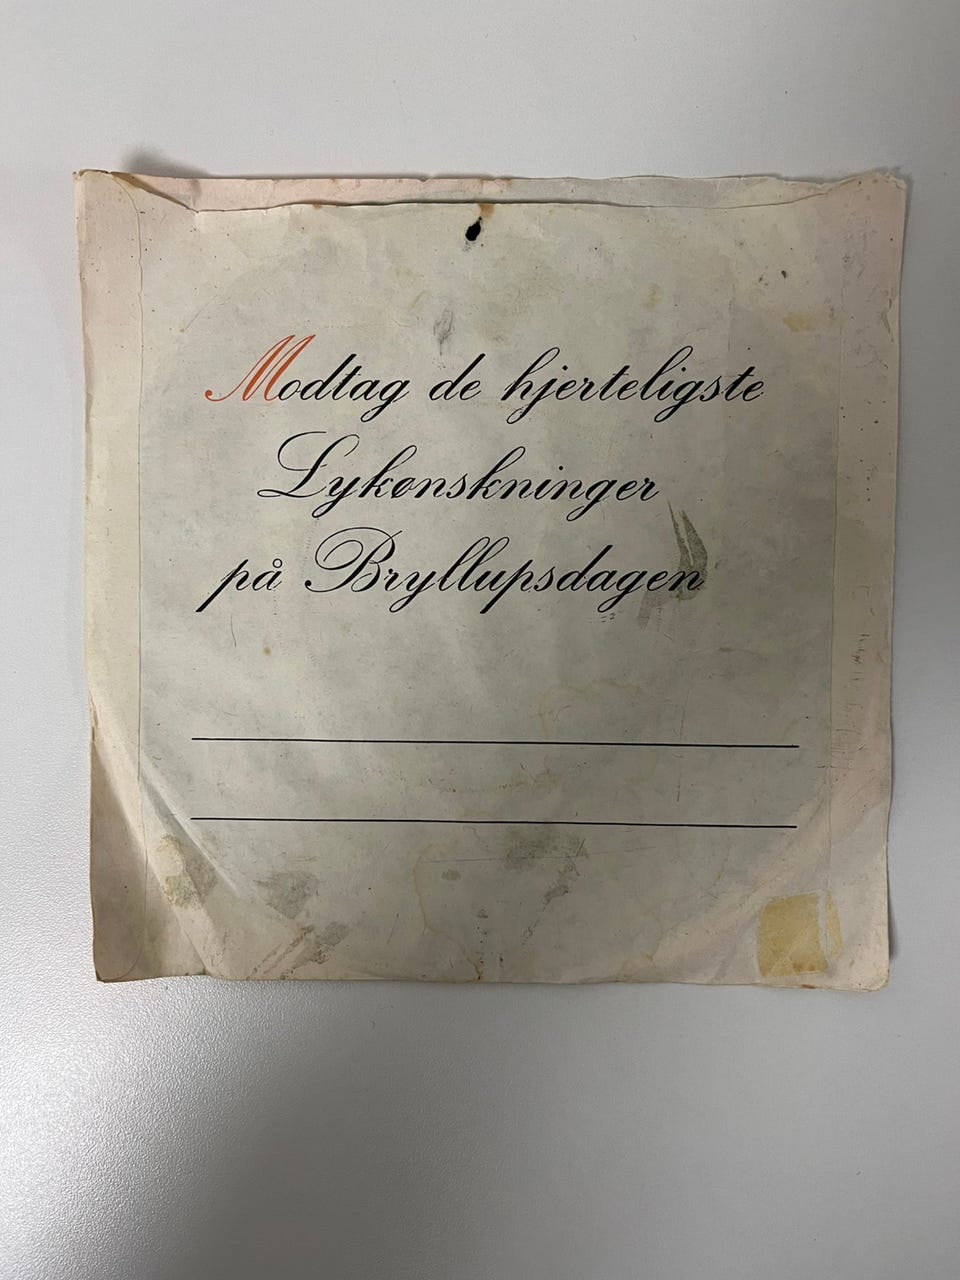 Modtag de hjerteligste
Lykønskninger
på Bryllupsdagen